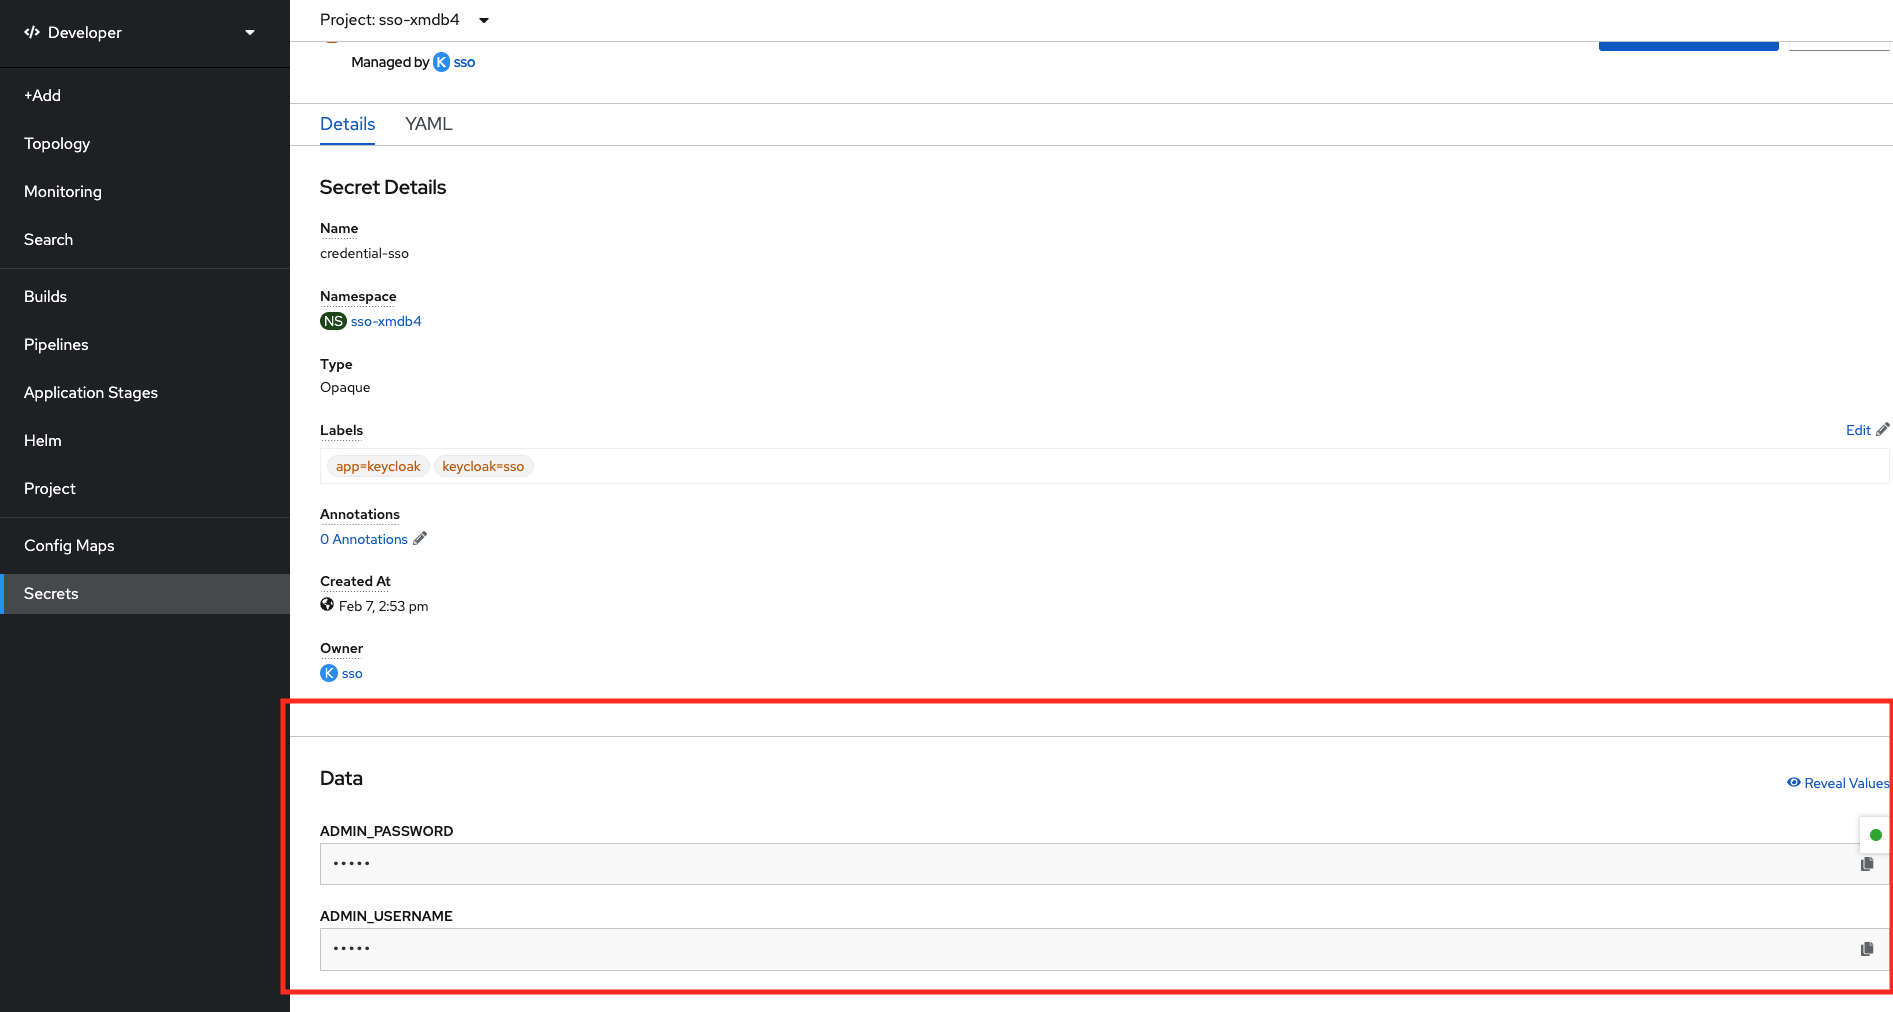 Developer
+Add
Topology
Monitoring
Search
Builds
Pipelines
Application Stages
Helm
Project
Config Maps
Secrets
Project: sso-xmdb4
Managed by K sso
Details YAML
Secret Details
Name
credential-sso
Namespace
NS sso-xmdb4
Type
Opaque
Labels
Edit
app=keycloak keycloak=sso
Annotations
0 Annotations
Created At
Feb 7, 2:53 pm
Owner
K sso
Data
Reveal Values
ADMIN_PASSWORD
•••••
ADMIN_USERNAME
•••••